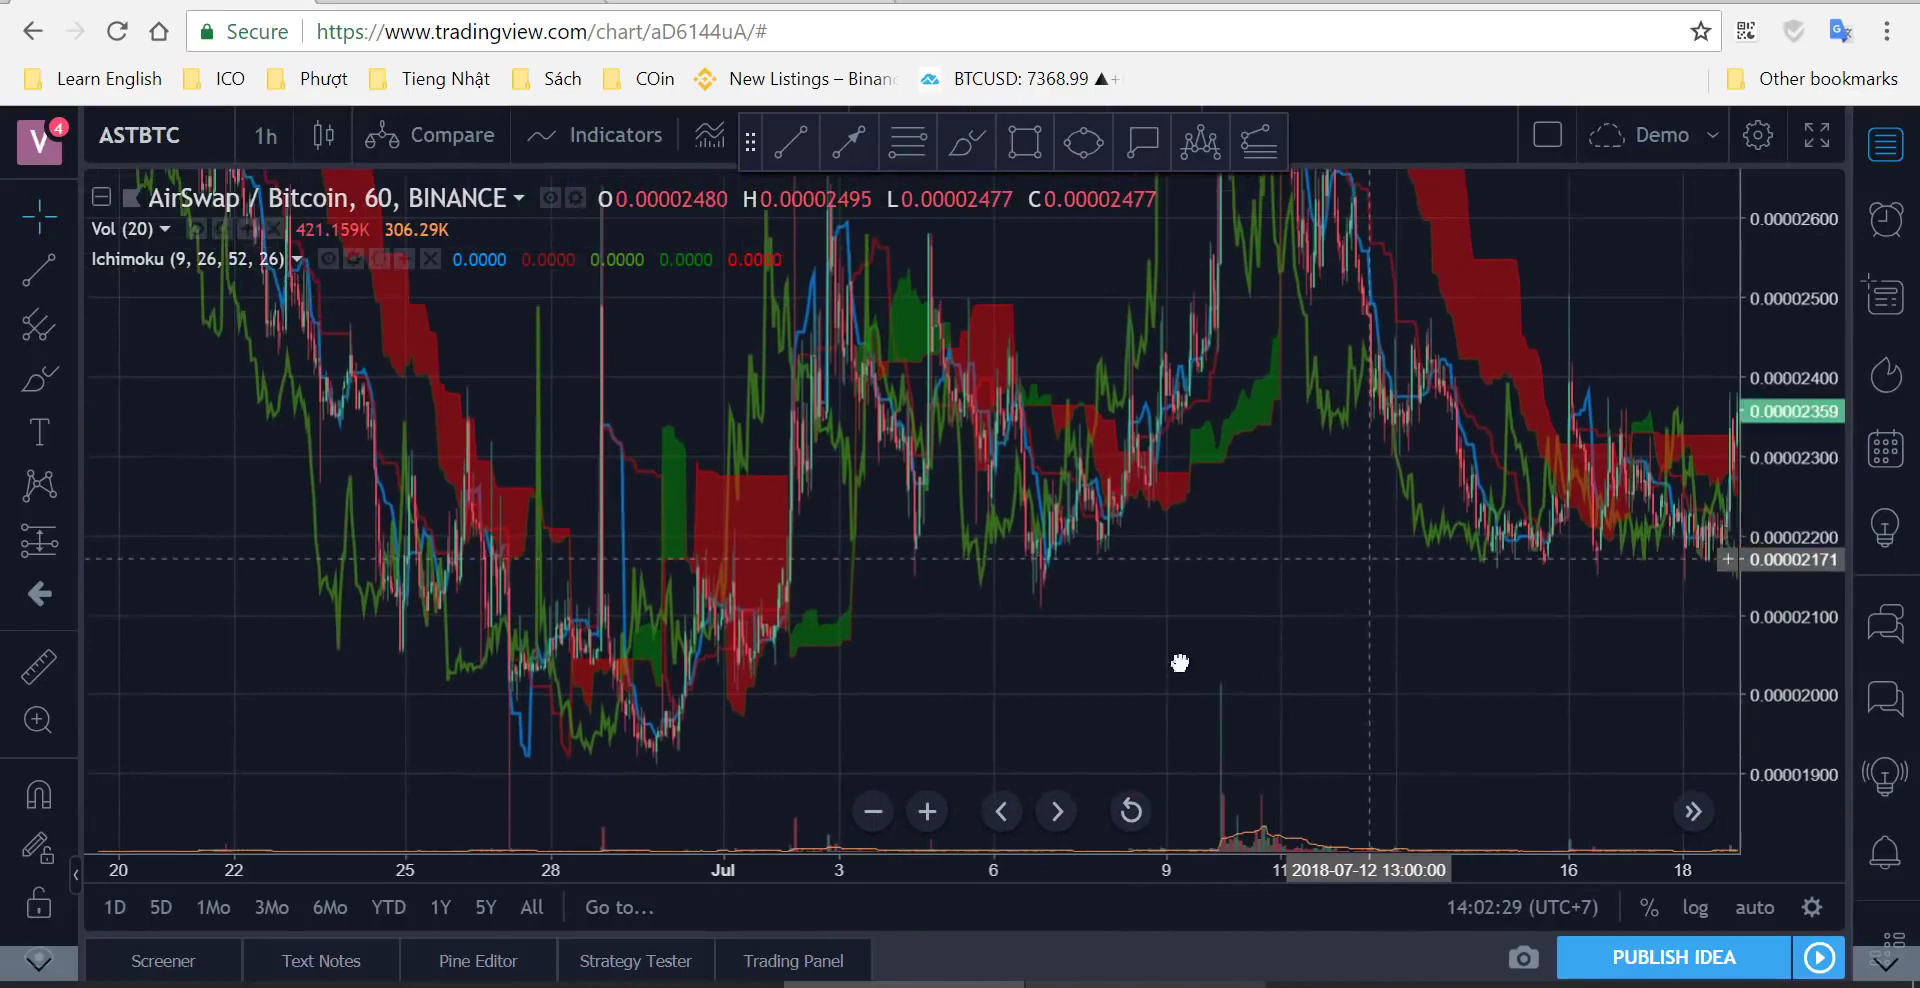 Secure https://www.tradingview.com/chart/aD6144uA/#
Learn English ICO Phượt Tieng Nhật Sách COin New Listings – Binan BTCUSD: 7368.99 ▲+ Other bookmarks
V 4 ASTBTC 1h Compare Indicators Demo
AirSwap / Bitcoin, 60, BINANCE O0.00002480 H0.00002495 L0.00002477 C0.00002477
Vol (20) 421.159K 306.29K
Ichimoku (9, 26, 52, 26) 0.0000 0.0000 0.0000 0.0000 0.0000
0.00002600
0.00002500
0.00002400
0.00002359
0.00002300
0.00002200
0.00002171
0.00002100
0.00002000
0.00001900
20 22 25 28 Jul 3 6 9 11 2018-07-12 13:00:00 16 18
1D 5D 1Mo 3Mo 6Mo YTD 1Y 5Y All Go to... 14:02:29 (UTC+7) % log auto
Screener Text Notes Pine Editor Strategy Tester Trading Panel PUBLISH IDEA